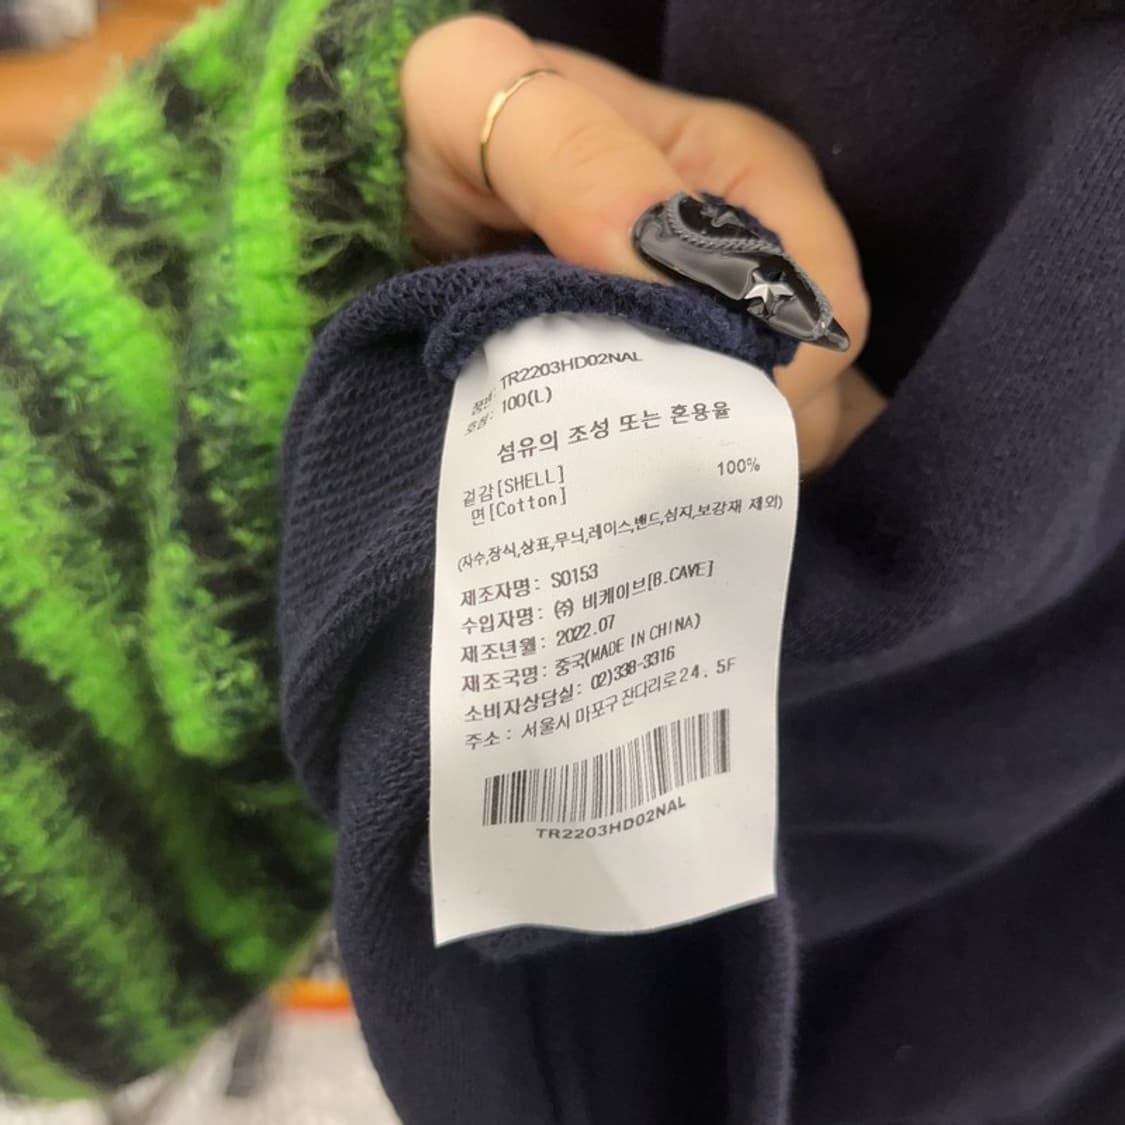 품번: TR2203HD02NAL
호칭: 100(L)
섬유의 조성 또는 혼용율
겉감[SHELL]
면[Cotton] 100%
(자수,장식,상표,무늬,레이스,밴드,심지,보강재 제외)
제조자명: S0153
수입자명: ㈜ 비케이브[B.CAVE]
제조년월: 2022.07
제조국명: 중국(MADE IN CHINA)
소비자상담실: 02)338-3316
주소: 서울시 마포구 잔다리로24, 5F
TR2203HD02NAL